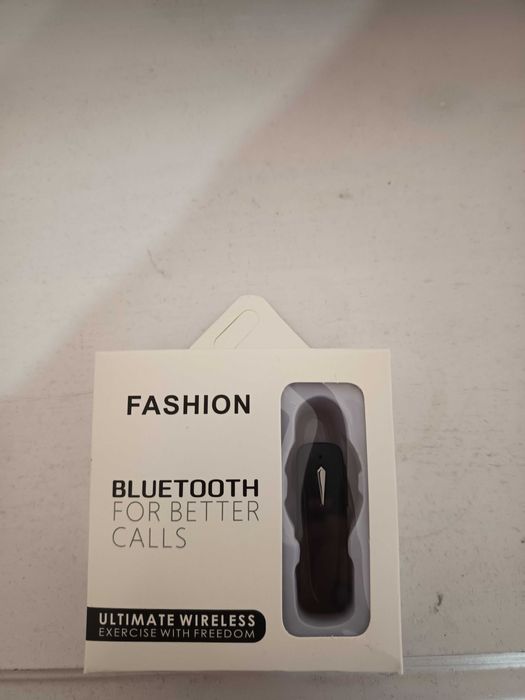 FASHION
BLUETOOTH
FOR BETTER
CALLS
ULTIMATE WIRELESS
EXERCISE WITH FREEDOM